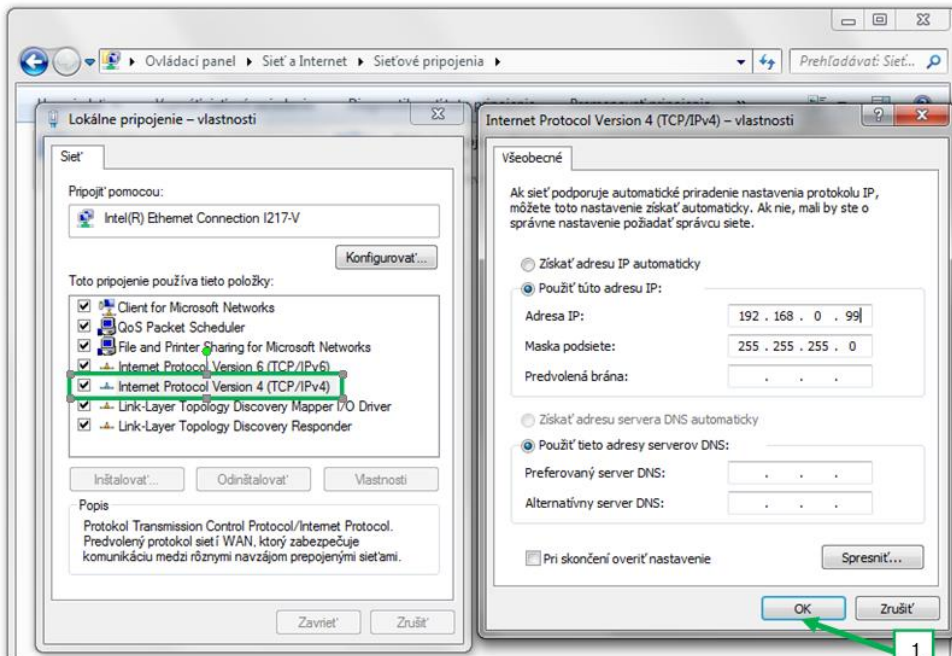 Ovládací panel ▸ Sieť a Internet ▸ Sieťové pripojenia ▸
Prehľadávať: Sieť...
Lokálne pripojenie – vlastnosti
Sieť
Pripojiť pomocou:
Intel(R) Ethernet Connection I217-V
Konfigurovať...
Toto pripojenie používa tieto položky:
Client for Microsoft Networks
QoS Packet Scheduler
File and Printer Sharing for Microsoft Networks
Internet Protocol Version 6 (TCP/IPv6)
Internet Protocol Version 4 (TCP/IPv4)
Link-Layer Topology Discovery Mapper I/O Driver
Link-Layer Topology Discovery Responder
Inštalovať...
Odinštalovať
Vlastnosti
Popis
Protokol Transmission Control Protocol/Internet Protocol.
Predvolený protokol sietí WAN, ktorý zabezpečuje
komunikáciu medzi rôznymi navzájom prepojenými sieťami.
Zavrieť
Zrušiť
Internet Protocol Version 4 (TCP/IPv4) – vlastnosti
Všeobecné
Ak sieť podporuje automatické priradenie nastavenia protokolu IP,
môžete toto nastavenie získať automaticky. Ak nie, mali by ste o
správne nastavenie požiadať správcu siete.
Získať adresu IP automaticky
Použiť túto adresu IP:
Adresa IP: 192 . 168 . 0 . 99
Maska podsiete: 255 . 255 . 255 . 0
Predvolená brána: . . .
Získať adresu servera DNS automaticky
Použiť tieto adresy serverov DNS:
Preferovaný server DNS: . . .
Alternatívny server DNS: . . .
Pri skončení overiť nastavenie
Spresniť...
OK
Zrušiť
1